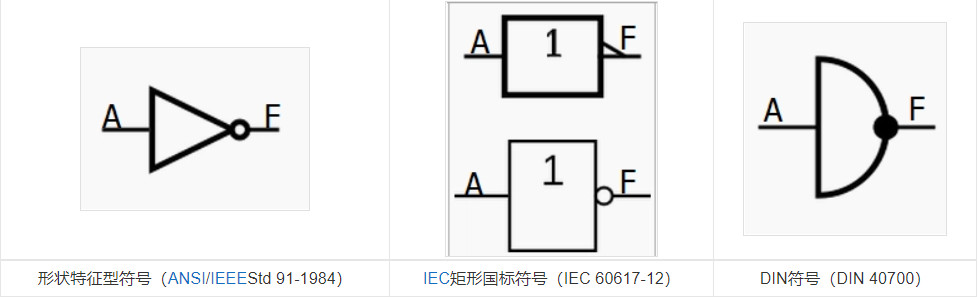 A F
A 1 F
A 1 F
A F
形状特征型符号（ANSI/IEEEStd 91-1984）
IEC矩形国标符号（IEC 60617-12）
DIN符号（DIN 40700）